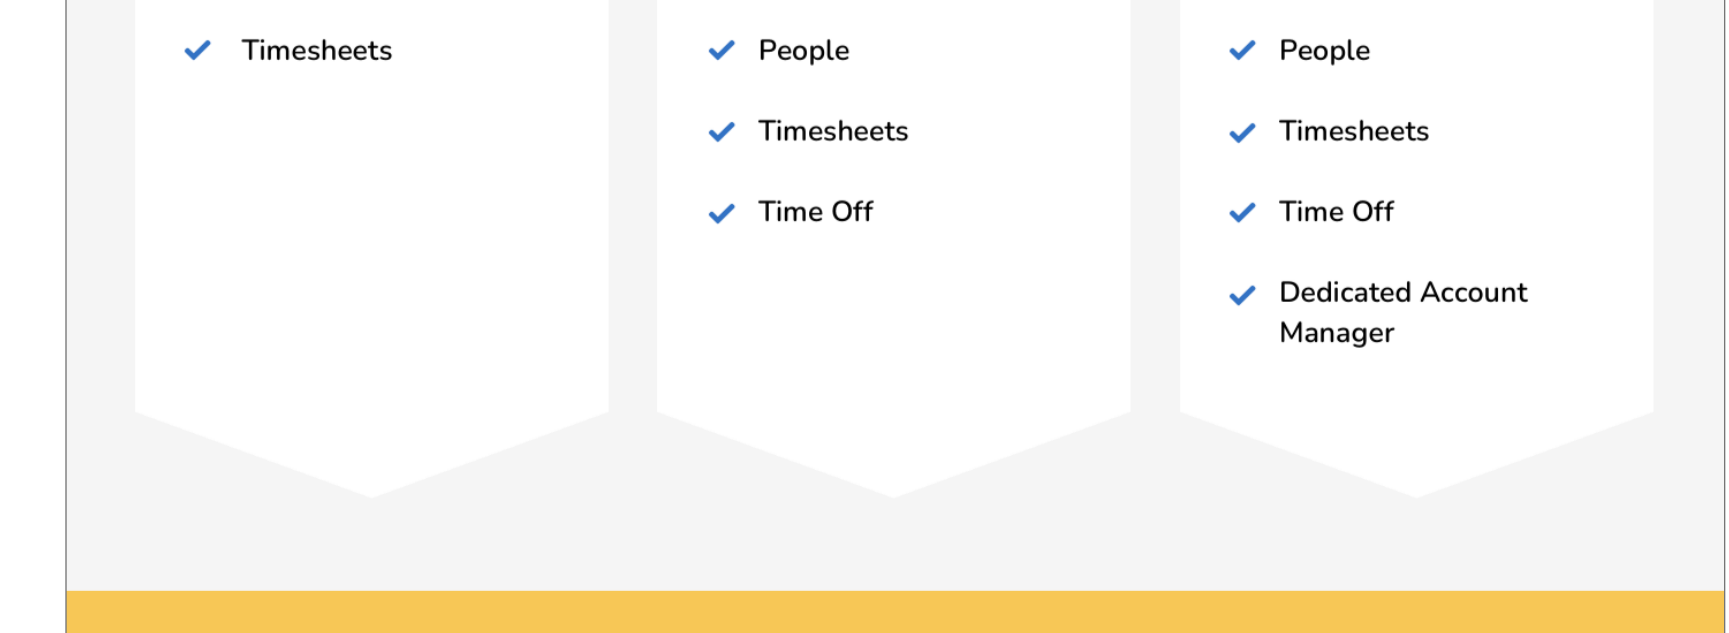 Timesheets
People
Timesheets
Time Off
People
Timesheets
Time Off
Dedicated Account
Manager